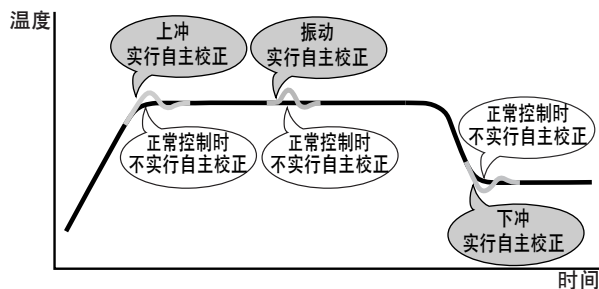 温度
上冲
实行自主校正
振动
实行自主校正
正常控制时
不实行自主校正
正常控制时
不实行自主校正
正常控制时
不实行自主校正
下冲
实行自主校正
时间